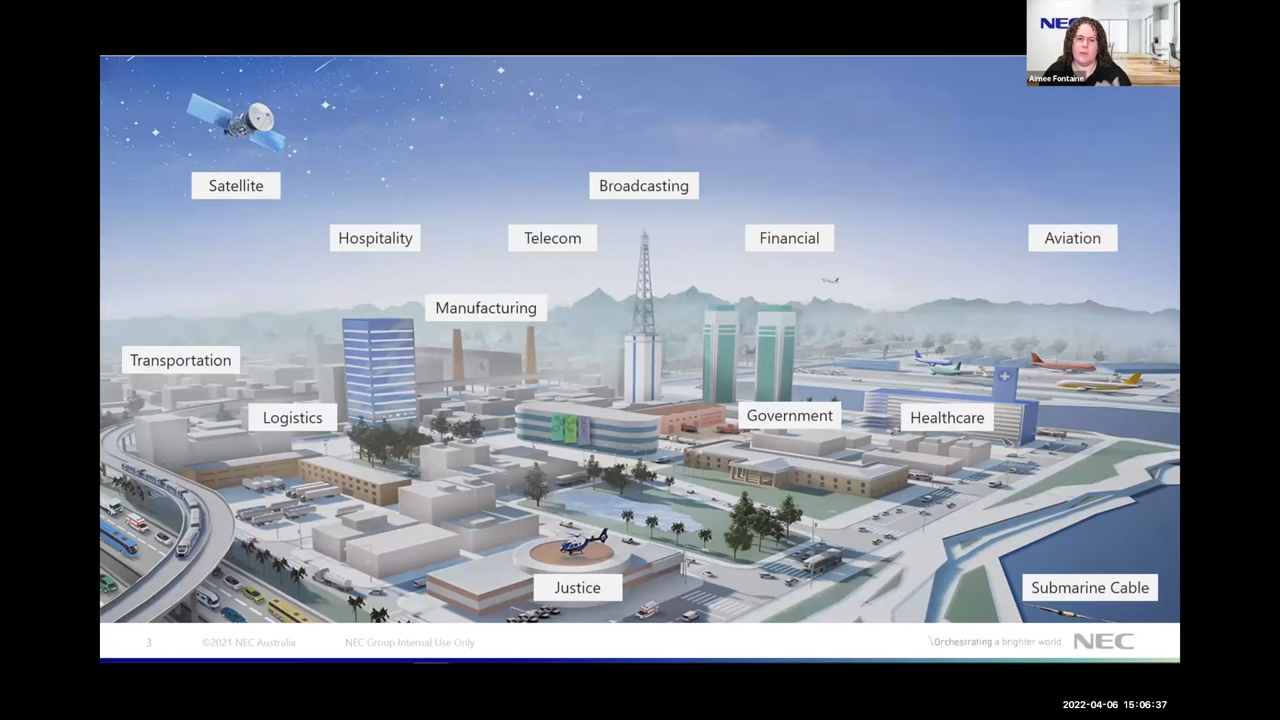 NEC
Aimee Fontaine
Satellite
Broadcasting
Hospitality
Telecom
Financial
Aviation
Manufacturing
Transportation
Logistics
Government
Healthcare
Justice
Submarine Cable
3
©2021 NEC Australia
NEC Group Internal Use Only
\Orchestrating a brighter world
NEC
2022-04-06 15:06:37